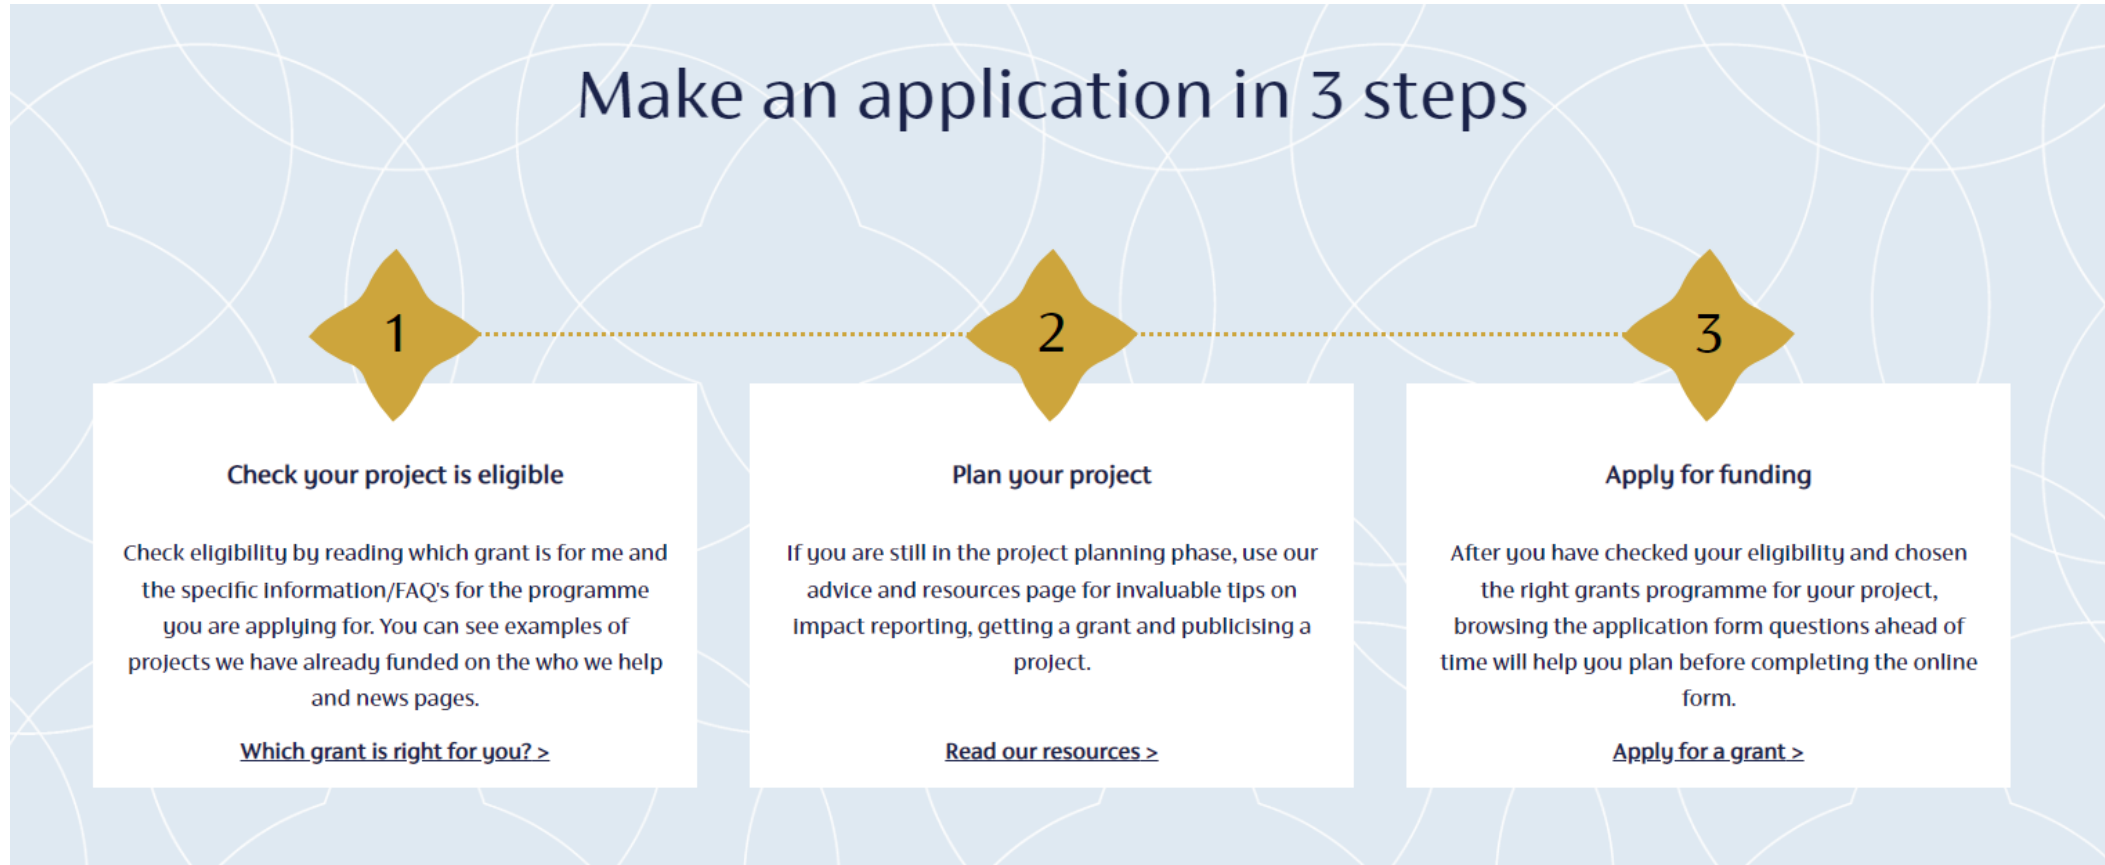 Make an application in 3 steps
1
2
3
Check your project is eligible
Check eligibility by reading which grant is for me and
the specific information/FAQ's for the programme
you are applying for. You can see examples of
projects we have already funded on the who we help
and news pages.
Which grant is right for you? >
Plan your project
If you are still in the project planning phase, use our
advice and resources page for invaluable tips on
impact reporting, getting a grant and publicising a
project.
Read our resources >
Apply for funding
After you have checked your eligibility and chosen
the right grants programme for your project,
browsing the application form questions ahead of
time will help you plan before completing the online
form.
Apply for a grant >